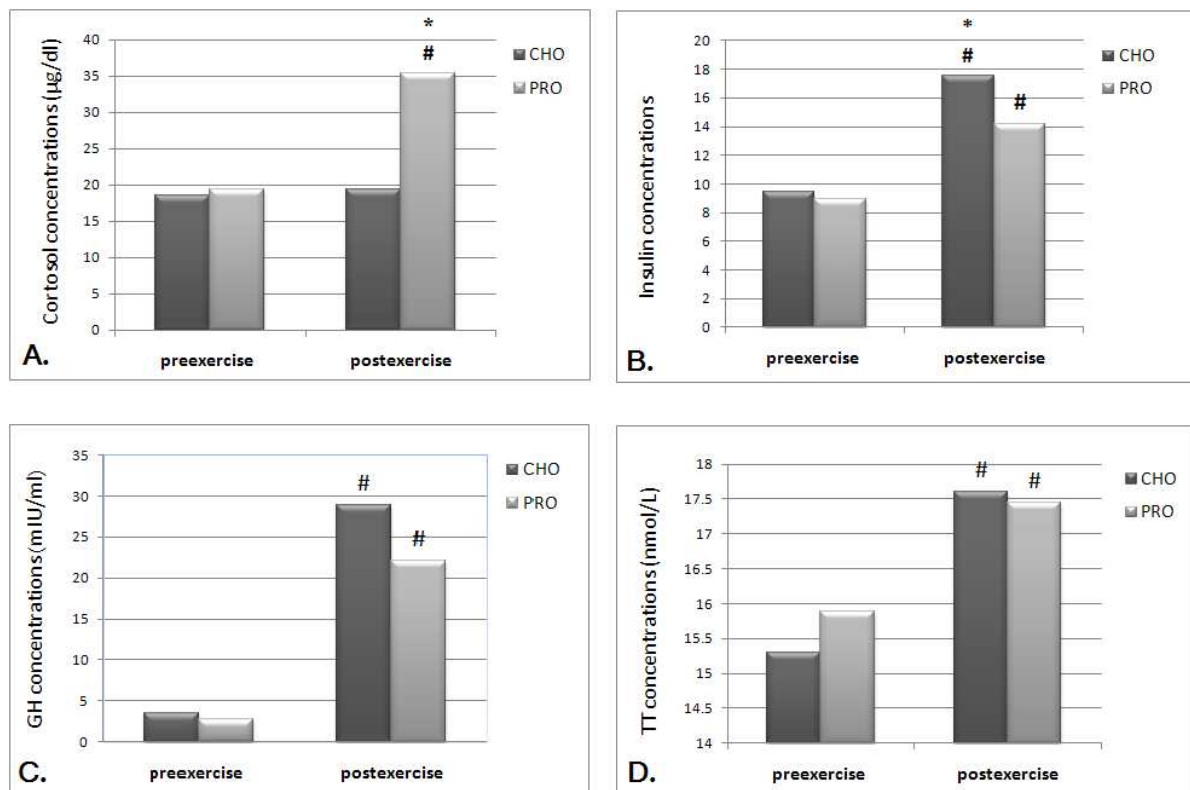 Cortosol concentrations (µg/dl)
40
35
30
25
20
15
10
5
0
*
#
CHO
PRO
preexercise
postexercise
A.
Insulin concentrations
20
18
16
14
12
10
8
6
4
2
0
*
#
#
CHO
PRO
preexercise
postexercise
B.
GH concentrations (mIU/ml)
35
30
25
20
15
10
5
0
#
#
CHO
PRO
preexercise
postexercise
C.
TT concentrations (nmol/L)
18
17.5
17
16.5
16
15.5
15
14.5
14
#
#
CHO
PRO
preexercise
postexercise
D.